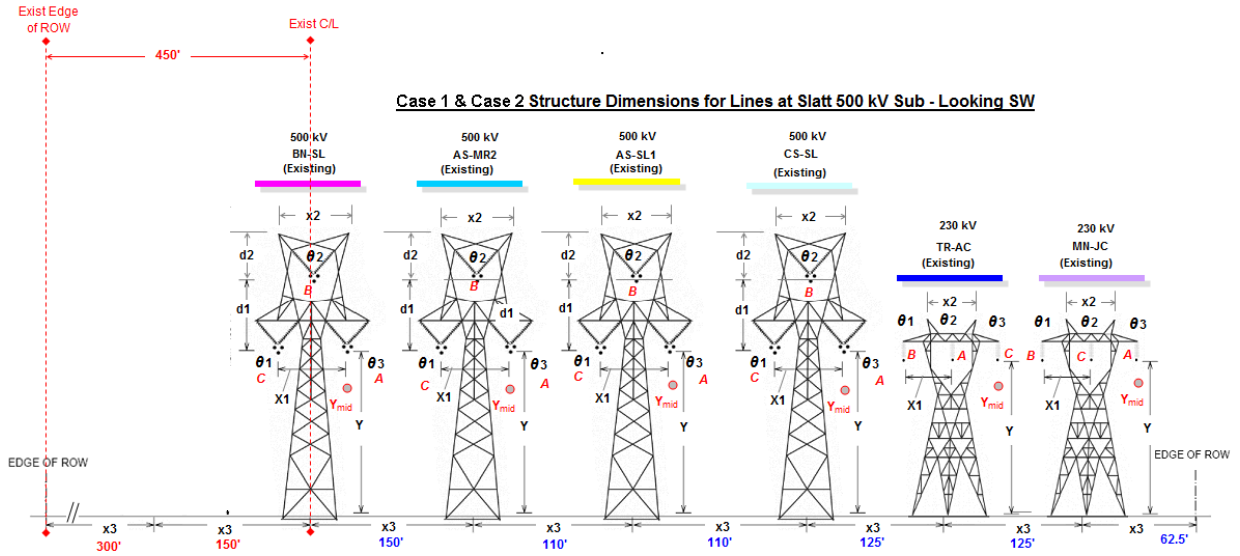 Exist Edge
of ROW
Exist C/L
450'
Case 1 & Case 2 Structure Dimensions for Lines at Slatt 500 kV Sub - Looking SW
500 kV
BN-SL
(Existing)
500 kV
AS-MR2
(Existing)
500 kV
AS-SL1
(Existing)
500 kV
CS-SL
(Existing)
230 kV
TR-AC
(Existing)
230 kV
MN-JC
(Existing)
x2 x2 x2 x2
d2 θ2 θ2 d2 θ2 θ2
x2 x2
B B B B
d1 d1 d1
θ1 θ2 θ3 θ1 θ2 θ3
B A C B C A
θ1 θ3 θ1 θ3 θ1 θ3 θ1 θ3
C A C A C A C A
X1 X1 X1 X1 X1 X1
Ymid Ymid Ymid Ymid Ymid Ymid
Y Y Y Y
EDGE OF ROW
EDGE OF ROW
//
x3 x3 x3 x3 x3 x3 x3 x3
300' 150' 150' 110' 110' 125' 125' 62.5'